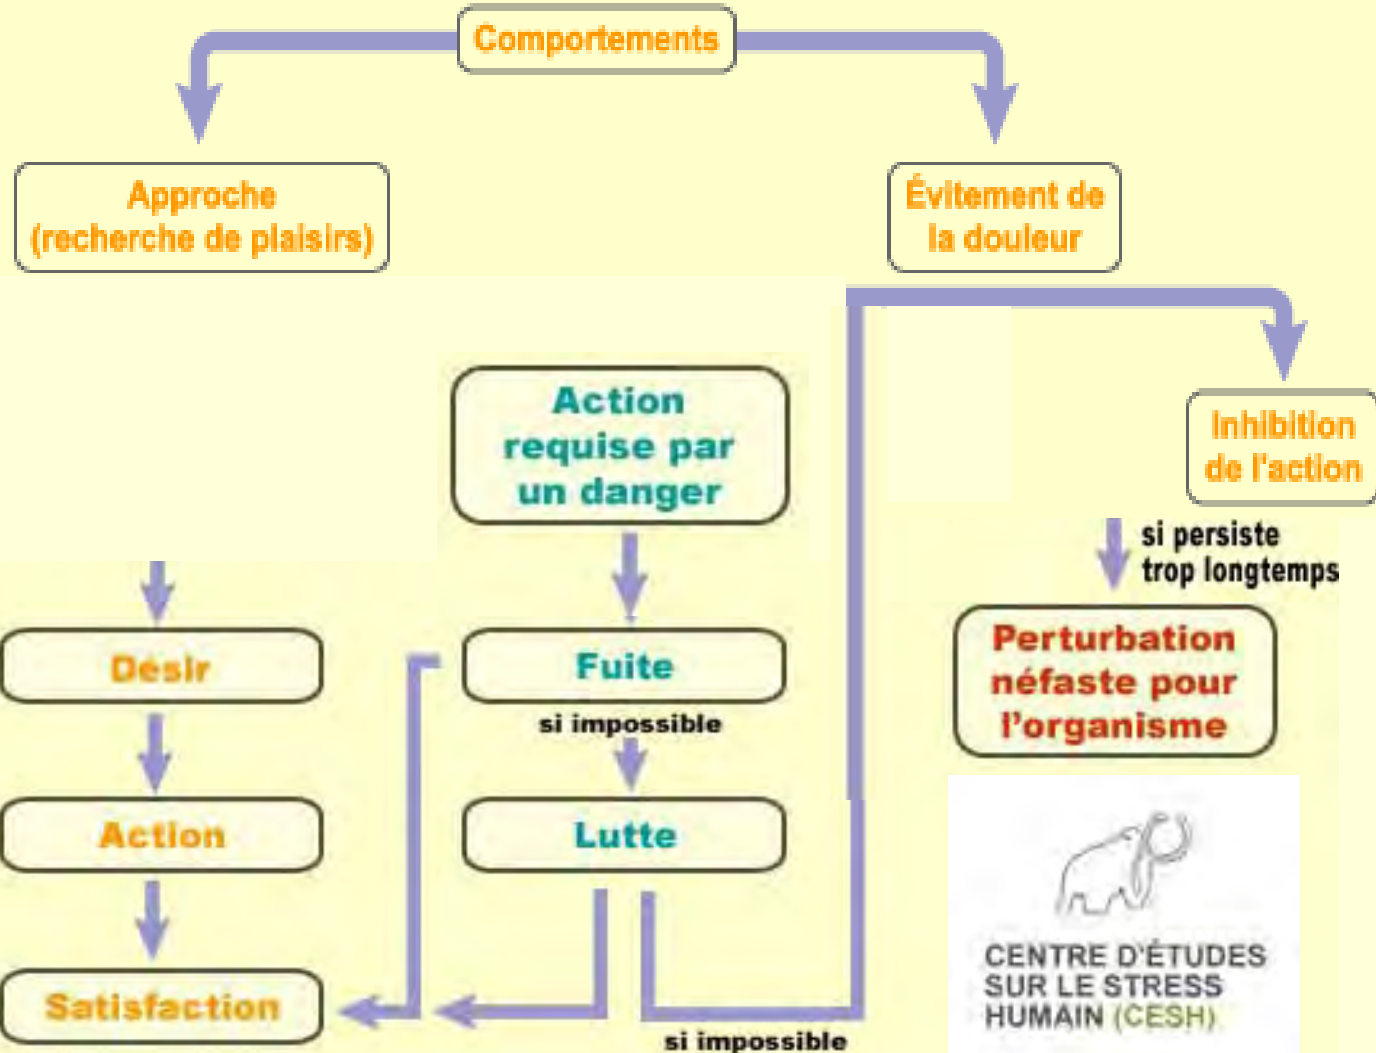 Comportements
Approche
(recherche de plaisirs)
Évitement de
la douleur
Action
requise par
un danger
Inhibition
de l'action
si persiste
trop longtemps
Désir
Fuite
si impossible
Perturbation
néfaste pour
l'organisme
Action
Lutte
Satisfaction
si impossible
CENTRE D'ÉTUDES
SUR LE STRESS
HUMAIN (CESH)